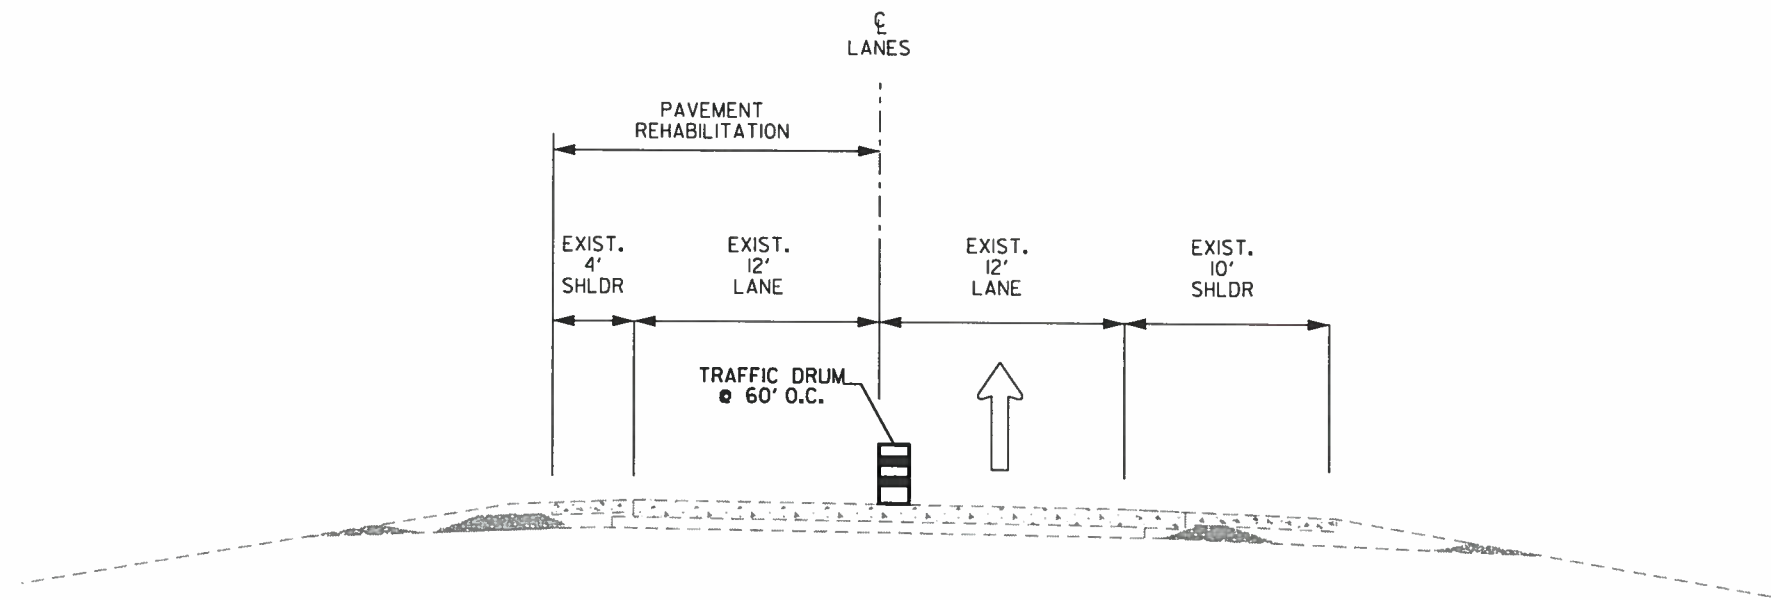 ℄
LANES
PAVEMENT
REHABILITATION
EXIST.
4'
SHLDR
EXIST.
12'
LANE
EXIST.
12'
LANE
EXIST.
10'
SHLDR
TRAFFIC DRUM
@ 60' O.C.